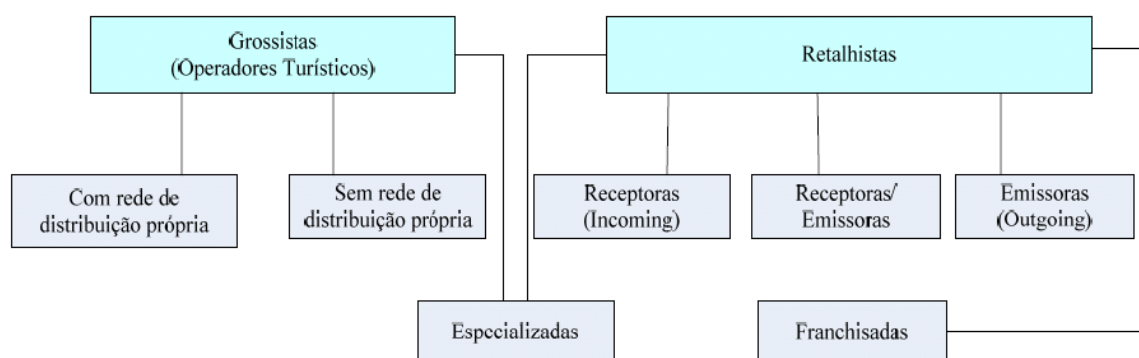 Grossistas
(Operadores Turísticos)
Retalhistas
Com rede de
distribuição própria
Sem rede de
distribuição própria
Receptoras
(Incoming)
Receptoras/
Emissoras
Emissoras
(Outgoing)
Especializadas
Franchisadas